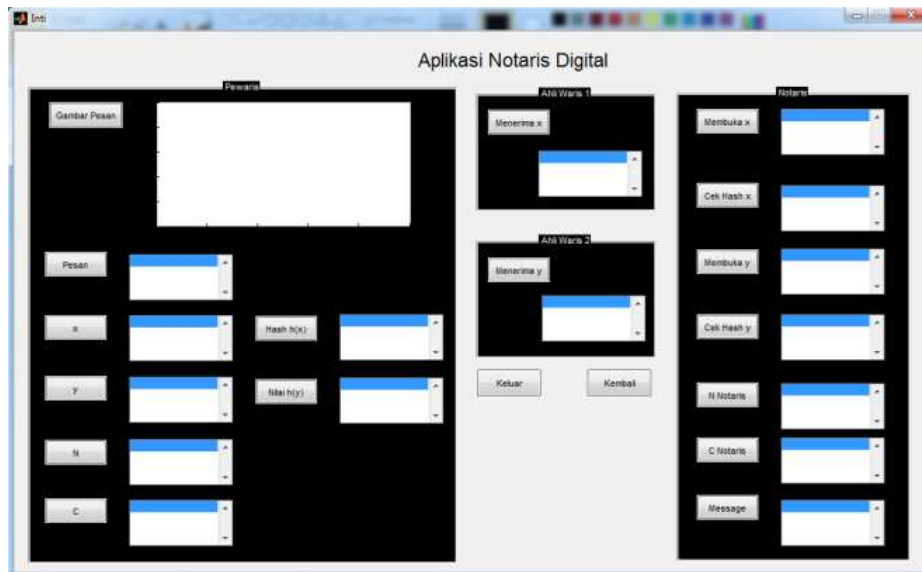 Inti
Aplikasi Notaris Digital
Pewaris
Gambar Pesan
Pesan
x
Hash h(x)
y
Nilai h(y)
N
C
Ahli Waris 1
Menerima x
Ahli Waris 2
Menerima y
Keluar
Kembali
Notaris
Membuka x
Cek Hash x
Membuka y
Cek Hash y
N Notaris
C Notaris
Message